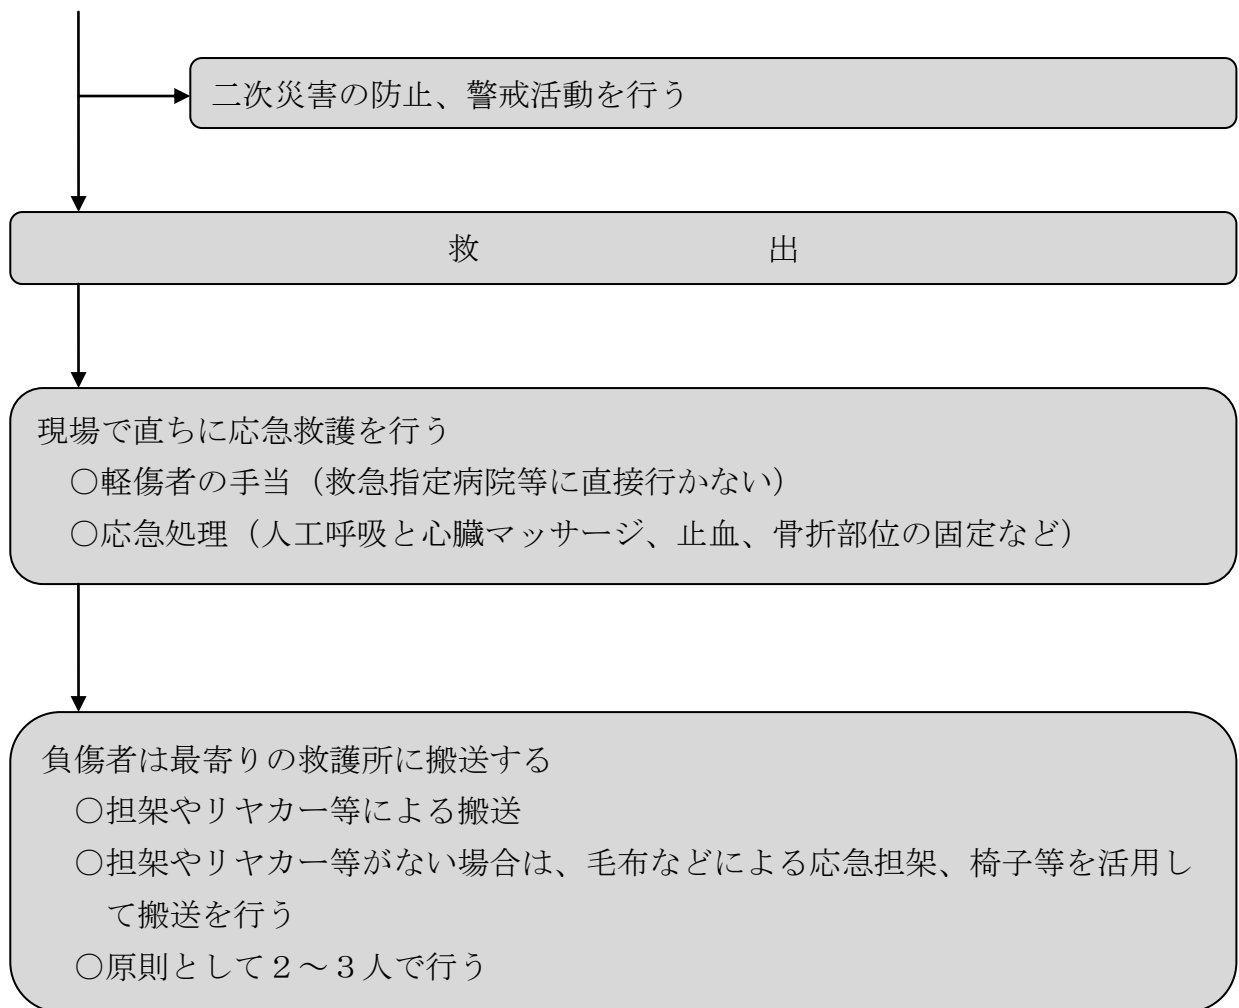 二次災害の防止、警戒活動を行う
救　　　　　　　　　出
現場で直ちに応急救護を行う
○軽傷者の手当（救急指定病院等に直接行かない）
○応急処理（人工呼吸と心臓マッサージ、止血、骨折部位の固定など）
負傷者は最寄りの救護所に搬送する
○担架やリヤカー等による搬送
○担架やリヤカー等がない場合は、毛布などによる応急担架、椅子等を活用し
て搬送を行う
○原則として２～３人で行う